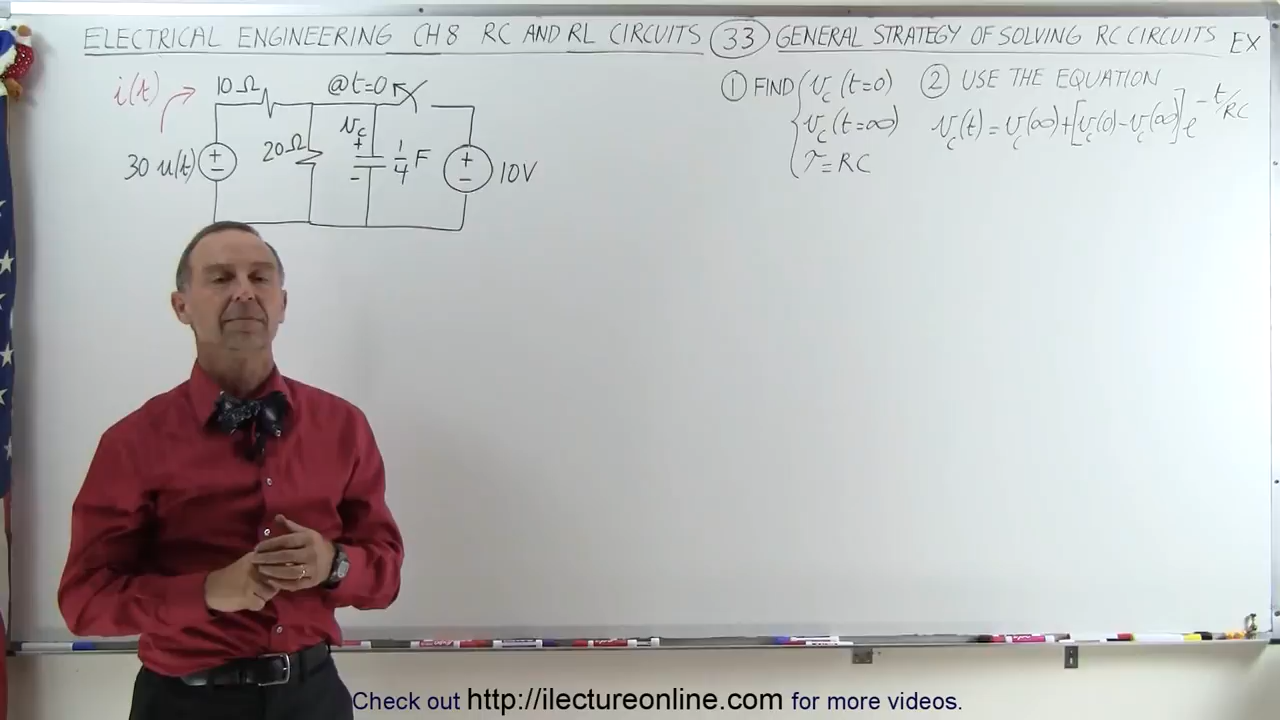 ELECTRICAL ENGINEERING CH 8 RC AND RL CIRCUITS 33 GENERAL STRATEGY OF SOLVING RC CIRCUITS EX
i(t) 10Ω @t=0
30 u(t) + - 20Ω v_c + - 1/4 F + - 10V
① FIND { v_c (t=0)
v_c (t=∞)
τ = RC
② USE THE EQUATION
v_c(t) = v_c(∞) + [v_c(0) - v_c(∞)] e^{-t/RC}
Check out http://ilectureonline.com for more videos.